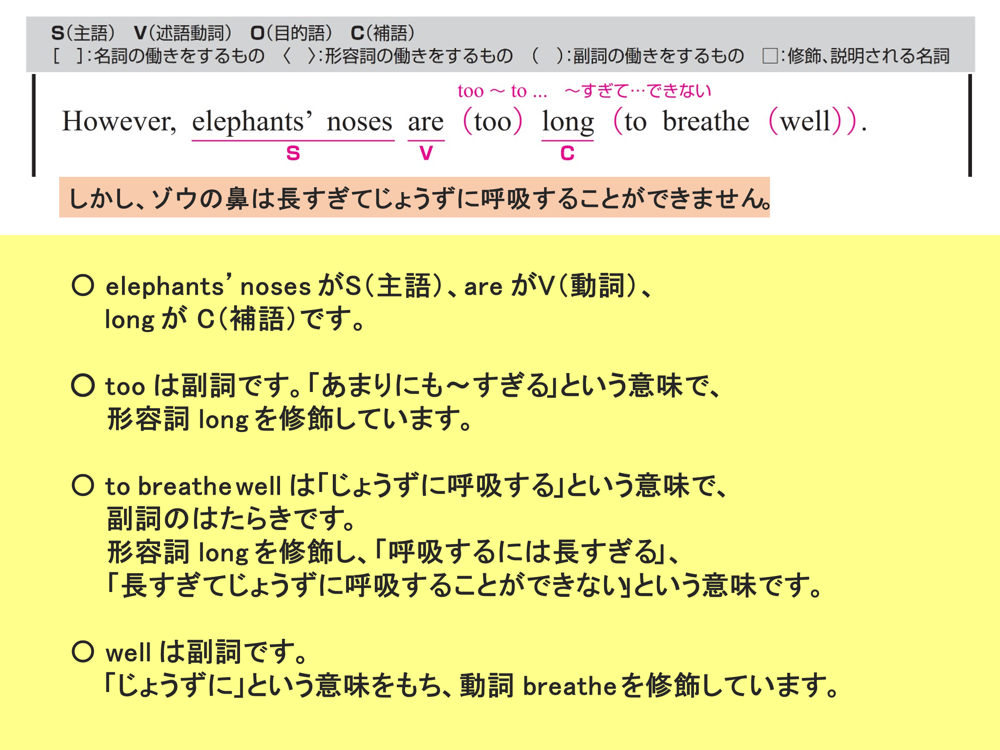 S(主語) V(述語動詞) O(目的語) C(補語)
[ ]:名詞の働きをするもの 〈 〉:形容詞の働きをするもの ( ):副詞の働きをするもの □:修飾、説明される名詞
too ～ to ... ～すぎて…できない
However, elephants’ noses are (too) long (to breathe (well)).
S V C
しかし、ゾウの鼻は長すぎてじょうずに呼吸することができません。
○ elephants’ noses がS(主語)、are がV(動詞)、
long が C(補語)です。
○ too は副詞です。「あまりにも～すぎる」という意味で、
形容詞 long を修飾しています。
○ to breathe well は「じょうずに呼吸する」という意味で、
副詞のはたらきです。
形容詞 long を修飾し、「呼吸するには長すぎる」、
「長すぎてじょうずに呼吸することができない」という意味です。
○ well は副詞です。
「じょうずに」という意味をもち、動詞 breathe を修飾しています。